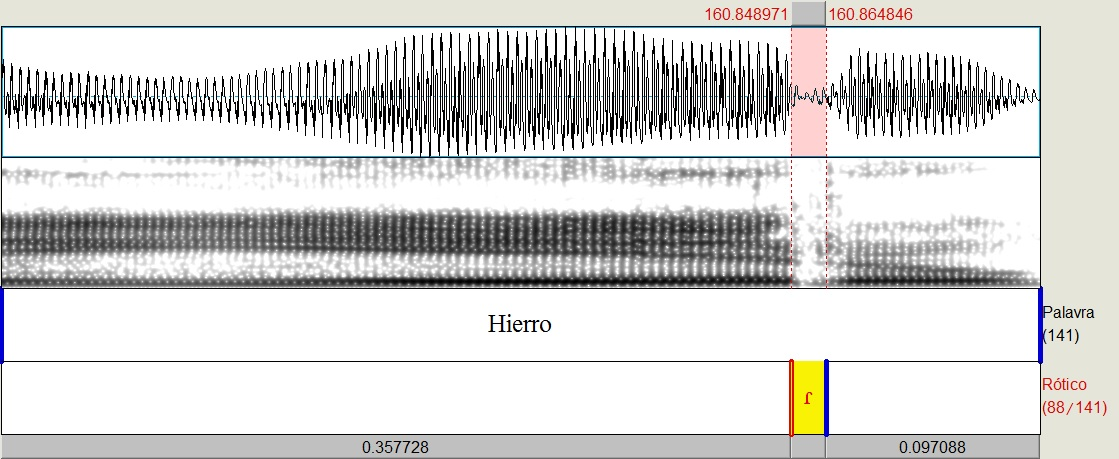 160.848971 160.864846
Hierro
Palavra
(141)
ɾ
Rótico
(88/141)
0.357728 0.097088